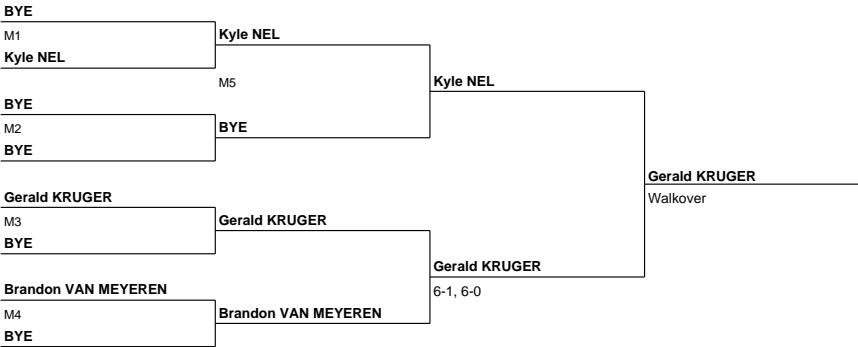 BYE
M1
Kyle NEL
Kyle NEL
M5
Kyle NEL
BYE
M2
BYE
BYE
Gerald KRUGER
Walkover
Gerald KRUGER
M3
Gerald KRUGER
BYE
Gerald KRUGER
6-1, 6-0
Brandon VAN MEYEREN
M4
Brandon VAN MEYEREN
BYE